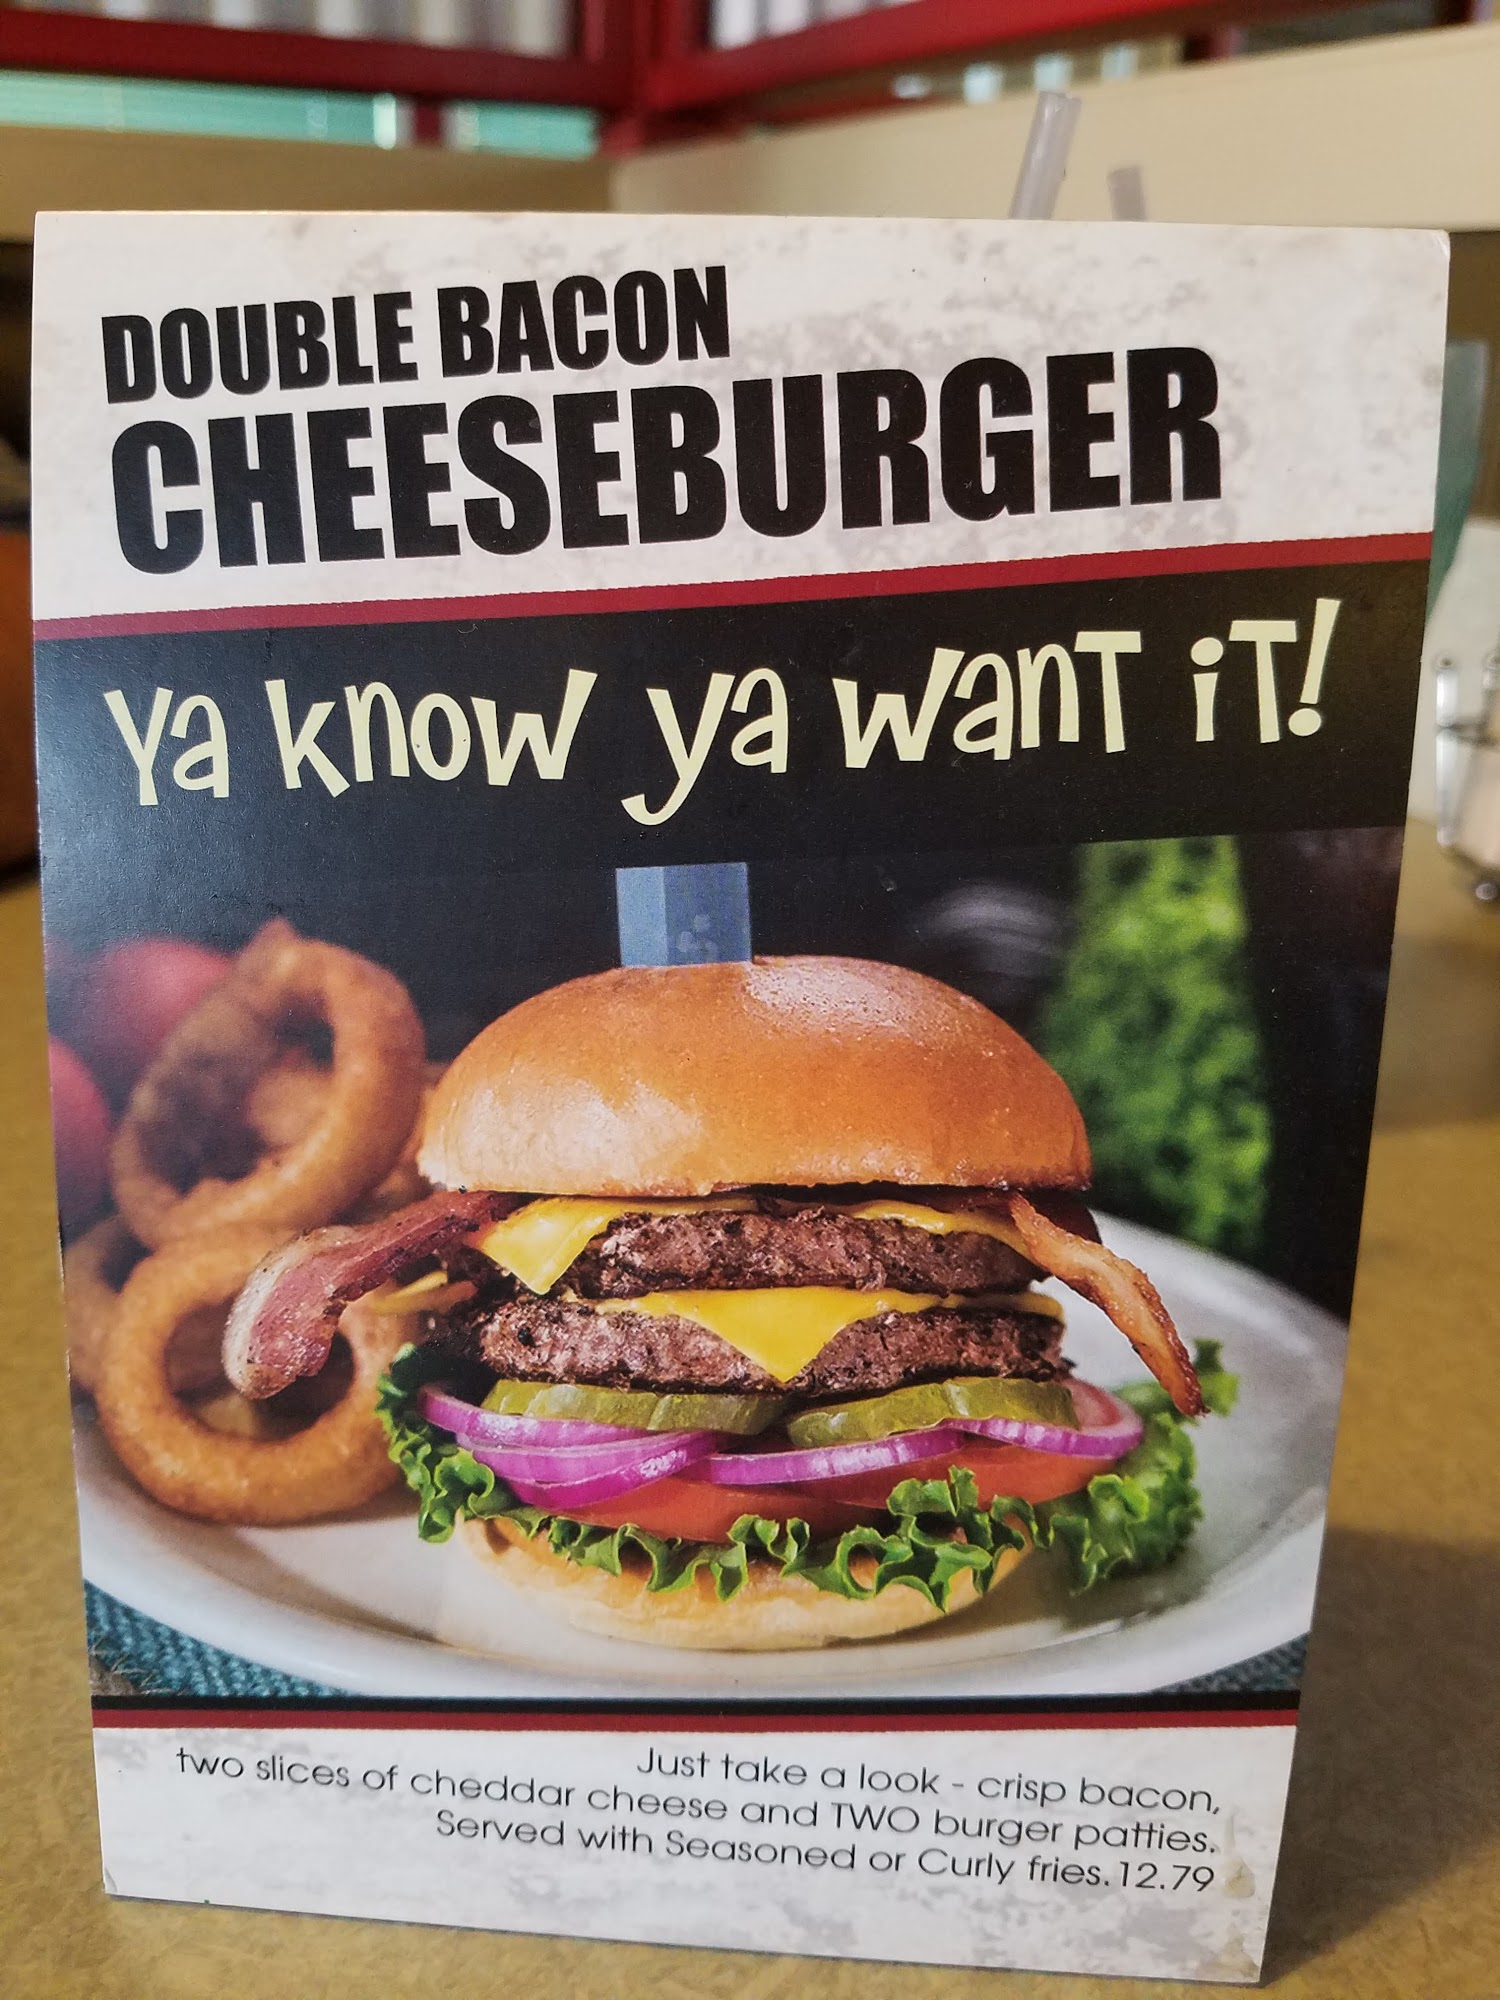 DOUBLE BACON
CHEESEBURGER
Ya know ya want it!
Just take a look - crisp bacon,
two slices of cheddar cheese and TWO burger patties.
Served with Seasoned or Curly fries. 12.79